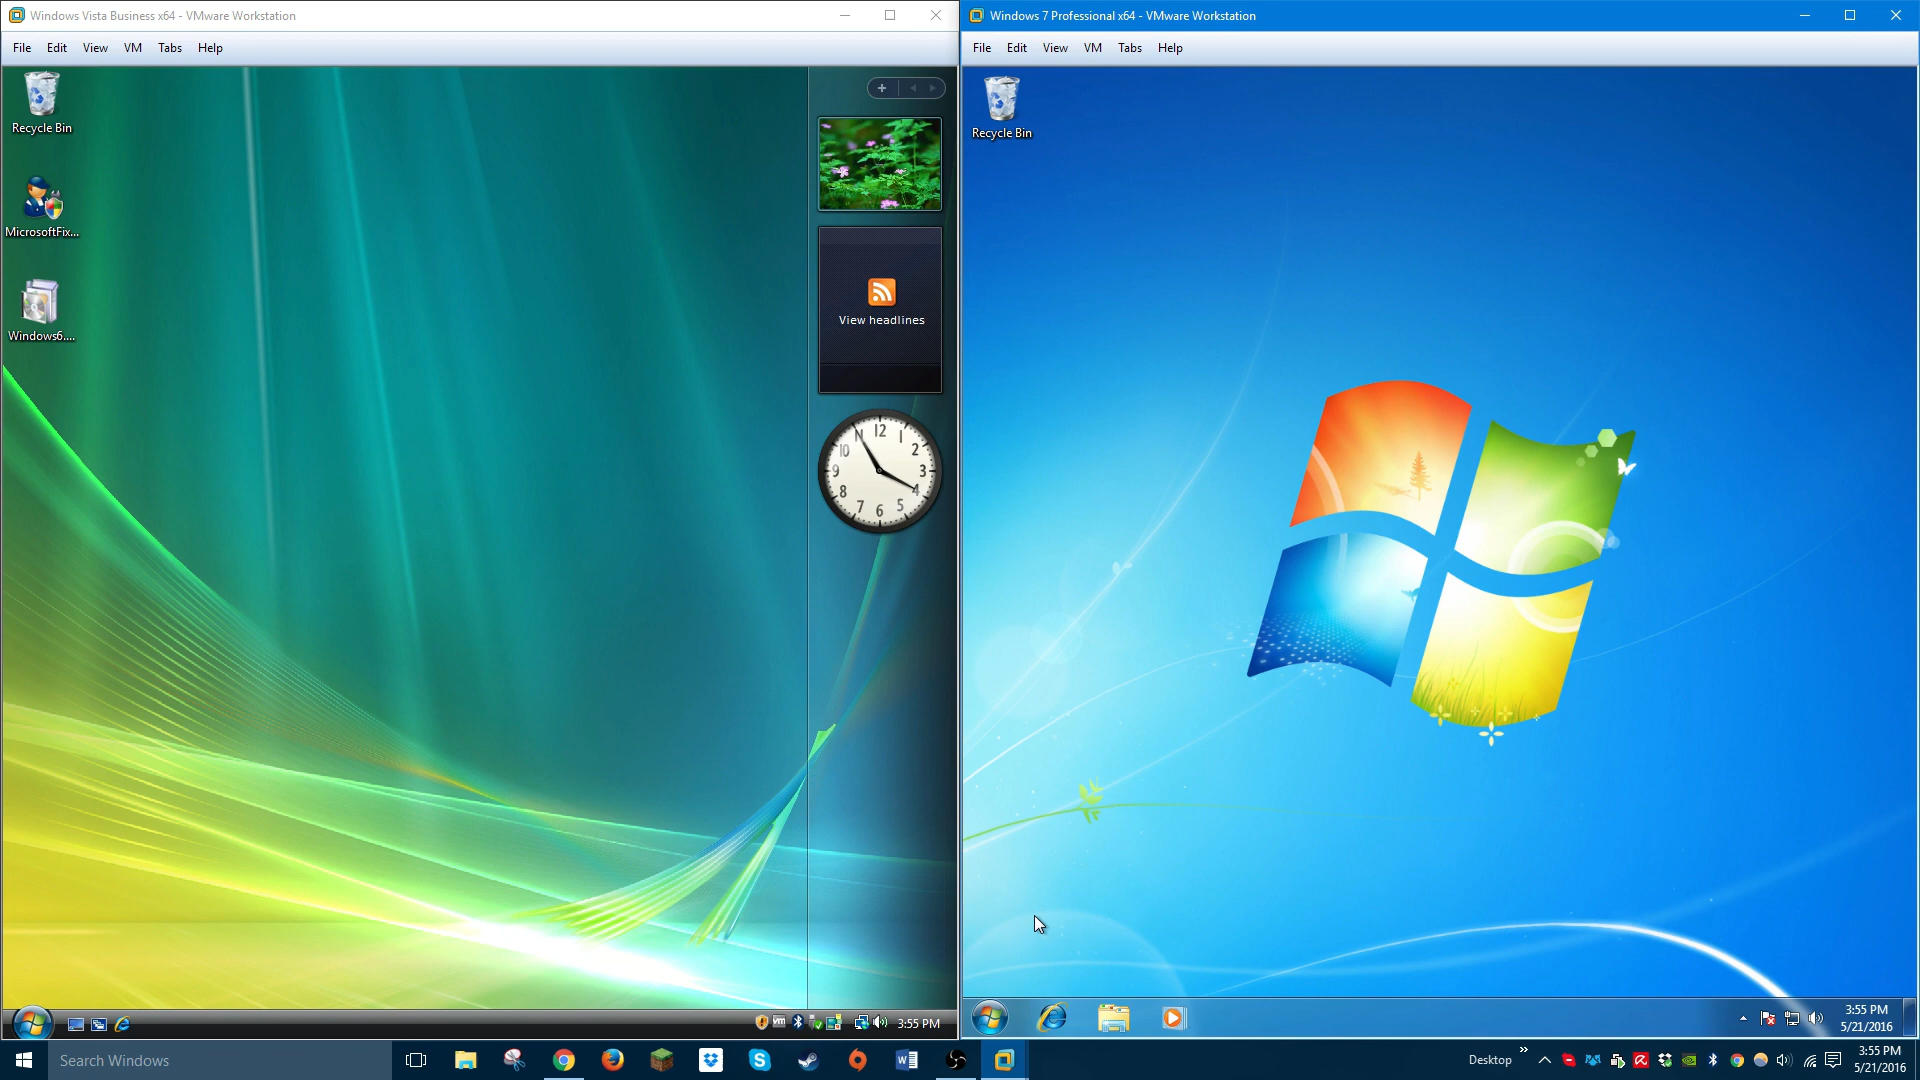 Windows Vista Business x64 - VMware Workstation
File Edit View VM Tabs Help
Recycle Bin
MicrosoftFix...
Windows6....
+
View headlines
12 1 2 3 4 5 6 7 8 9 10 11
3:55 PM
Windows 7 Professional x64 - VMware Workstation
File Edit View VM Tabs Help
Recycle Bin
3:55 PM
5/21/2016
Search Windows
Desktop
3:55 PM
5/21/2016